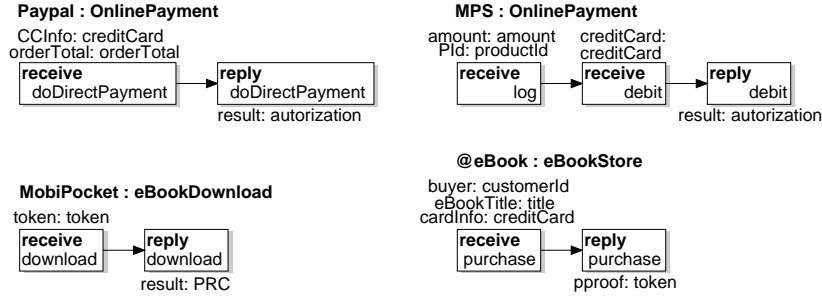 Paypal : OnlinePayment
CCInfo: creditCard
orderTotal: orderTotal
receive
doDirectPayment
reply
doDirectPayment
result: autorization
MPS : OnlinePayment
amount: amount
PId: productId
creditCard:
creditCard
receive
log
receive
debit
reply
debit
result: autorization
MobiPocket : eBookDownload
token: token
receive
download
reply
download
result: PRC
@eBook : eBookStore
buyer: customerId
eBookTitle: title
cardInfo: creditCard
receive
purchase
reply
purchase
pproof: token